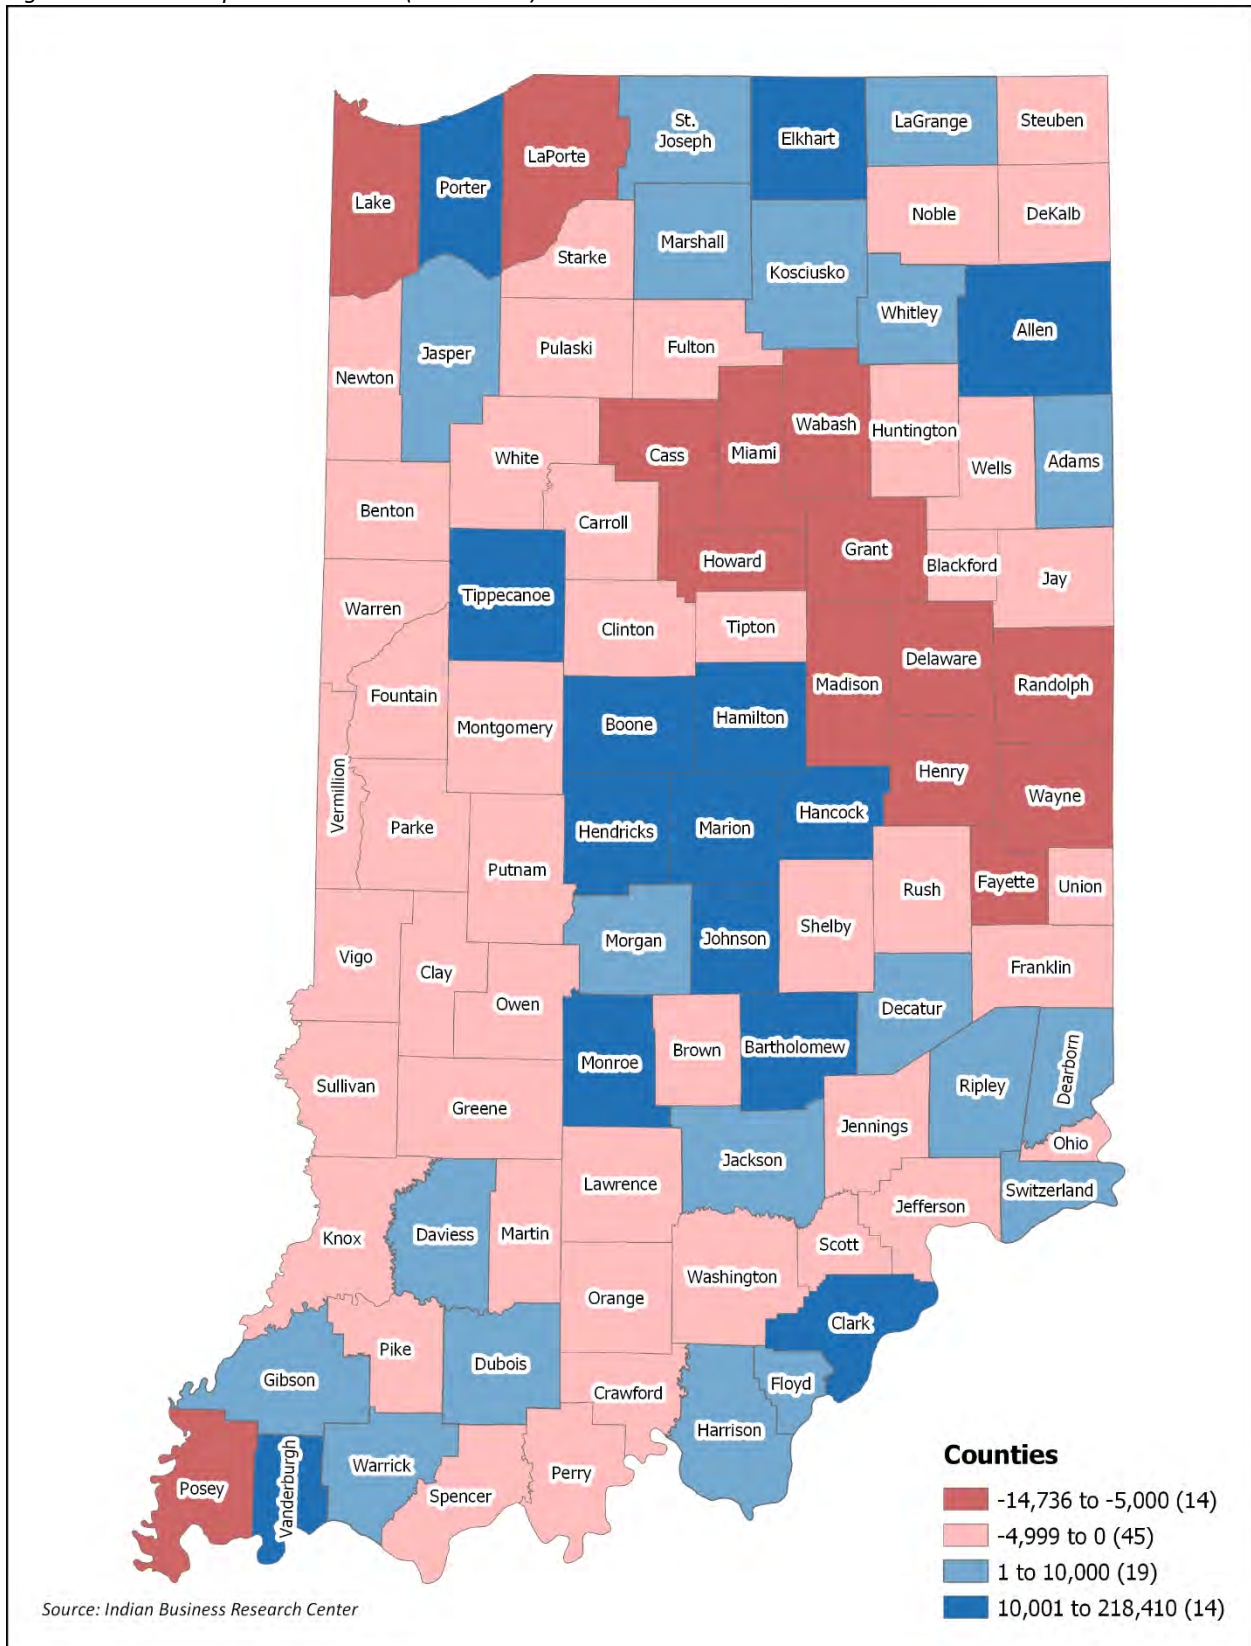 St.
Joseph
Elkhart
LaGrange
Steuben
LaPorte
Porter
Lake
Noble
DeKalb
Marshall
Starke
Kosciusko
Whitley
Allen
Pulaski
Fulton
Jasper
Newton
Wabash
Huntington
Miami
Cass
White
Wells
Adams
Benton
Carroll
Grant
Howard
Blackford
Jay
Tippecanoe
Warren
Clinton
Tipton
Delaware
Madison
Randolph
Fountain
Hamilton
Boone
Montgomery
Henry
Wayne
Vermillion
Hancock
Hendricks
Marion
Parke
Putnam
Fayette
Union
Rush
Shelby
Morgan
Johnson
Vigo
Clay
Franklin
Owen
Decatur
Bartholomew
Brown
Monroe
Dearborn
Ripley
Sullivan
Greene
Jennings
Ohio
Jackson
Lawrence
Switzerland
Jefferson
Daviess
Martin
Knox
Scott
Washington
Orange
Clark
Pike
Dubois
Gibson
Floyd
Crawford
Harrison
Warrick
Perry
Posey
Vanderburgh
Spencer
Counties
-14,736 to -5,000 (14)
-4,999 to 0 (45)
1 to 10,000 (19)
10,001 to 218,410 (14)
Source: Indian Business Research Center